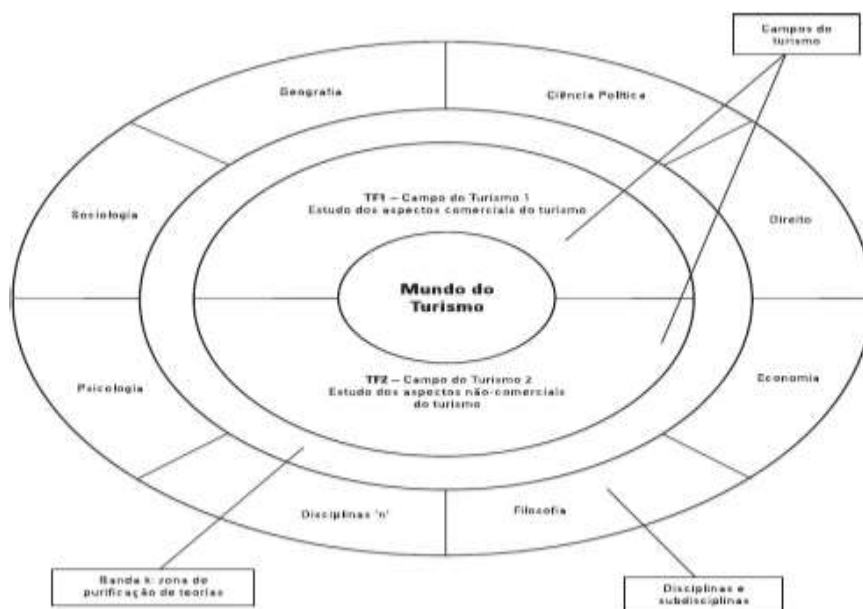 Campos do
turismo
Geografia
Ciência Política
TF1 – Campo do Turismo 1
Estudo dos aspectos comerciais do turismo
Sociologia
Direito
Mundo do
Turismo
TF2 – Campo do Turismo 2
Estudo dos aspectos não-comerciais
do turismo
Psicologia
Economia
Disciplinas 'n'
Filosofia
Banda k: zona de
purificação de teorias
Disciplinas e
subdisciplinas